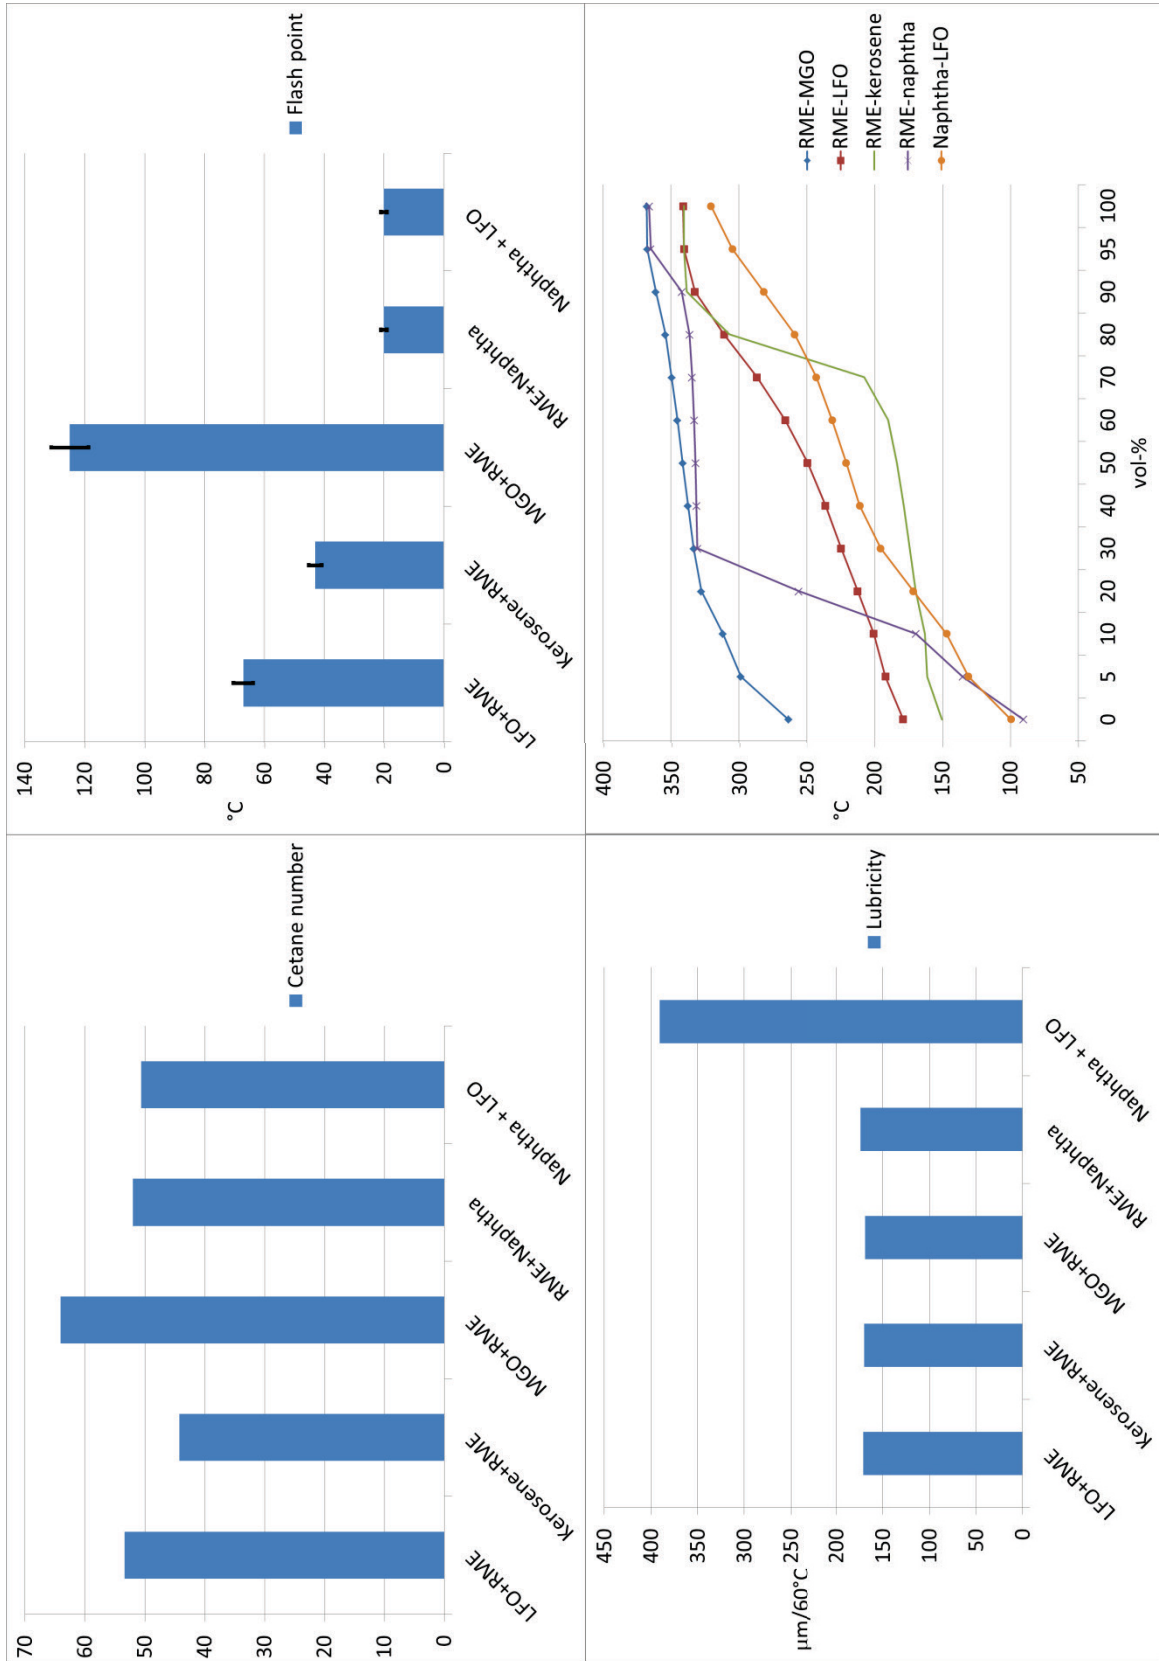 70
60
50
40
30
20
10
0
LFO+RME
Kerosene+RME
MGO+RME
RME+Naphtha
Naphtha + LFO
Cetane number
140
120
100
80
60
40
20
0
°C
LFO+RME
Kerosene+RME
MGO+RME
RME+Naphtha
Naphtha + LFO
Flash point
450
400
350
300
250
200
150
100
50
0
µm/60°C
LFO+RME
Kerosene+RME
MGO+RME
RME+Naphtha
Naphtha + LFO
Lubricity
400
350
300
250
200
150
100
50
°C
0 5 10 20 30 40 50 60 70 80 90 95 100
vol-%
RME-MGO
RME-LFO
RME-kerosene
RME-naphtha
Naphtha-LFO